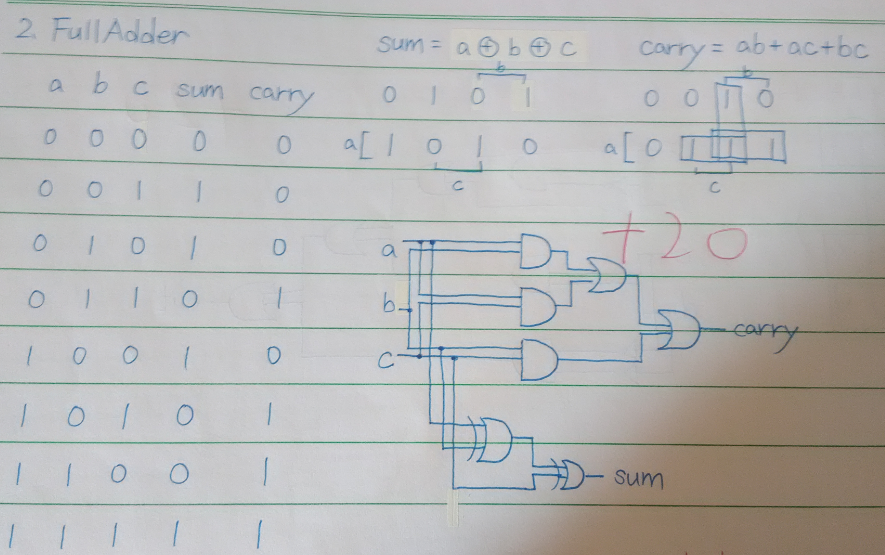 2. Full Adder
sum = a ⊕ b ⊕ c
carry = ab + ac + bc
a b c sum carry
0 0 0 0 0
0 0 1 1 0
0 1 0 1 0
0 1 1 0 1
1 0 0 1 0
1 0 1 0 1
1 1 0 0 1
1 1 1 1 1
b
0 1 0 1
a[ 1 0 1 0
c
b
0 0 1 0
a[ 0 1 1 1
c
+20
a
b
c
carry
sum